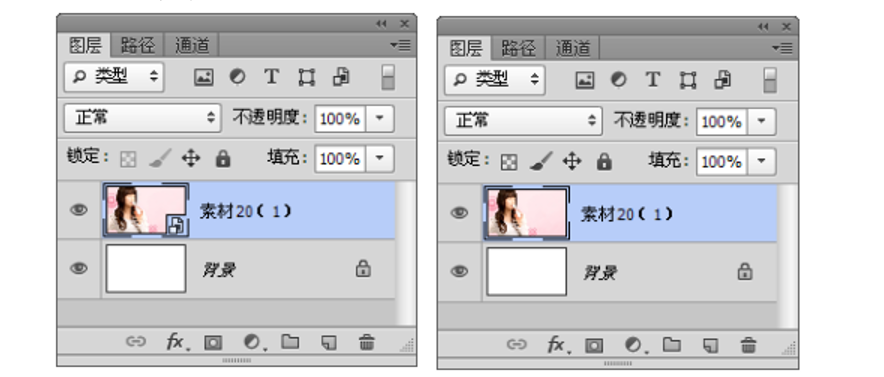 图层 路径 通道
类型
正常 不透明度: 100%
锁定: 填充: 100%
素材20（1）
背景
fx
图层 路径 通道
类型
正常 不透明度: 100%
锁定: 填充: 100%
素材20（1）
背景
fx